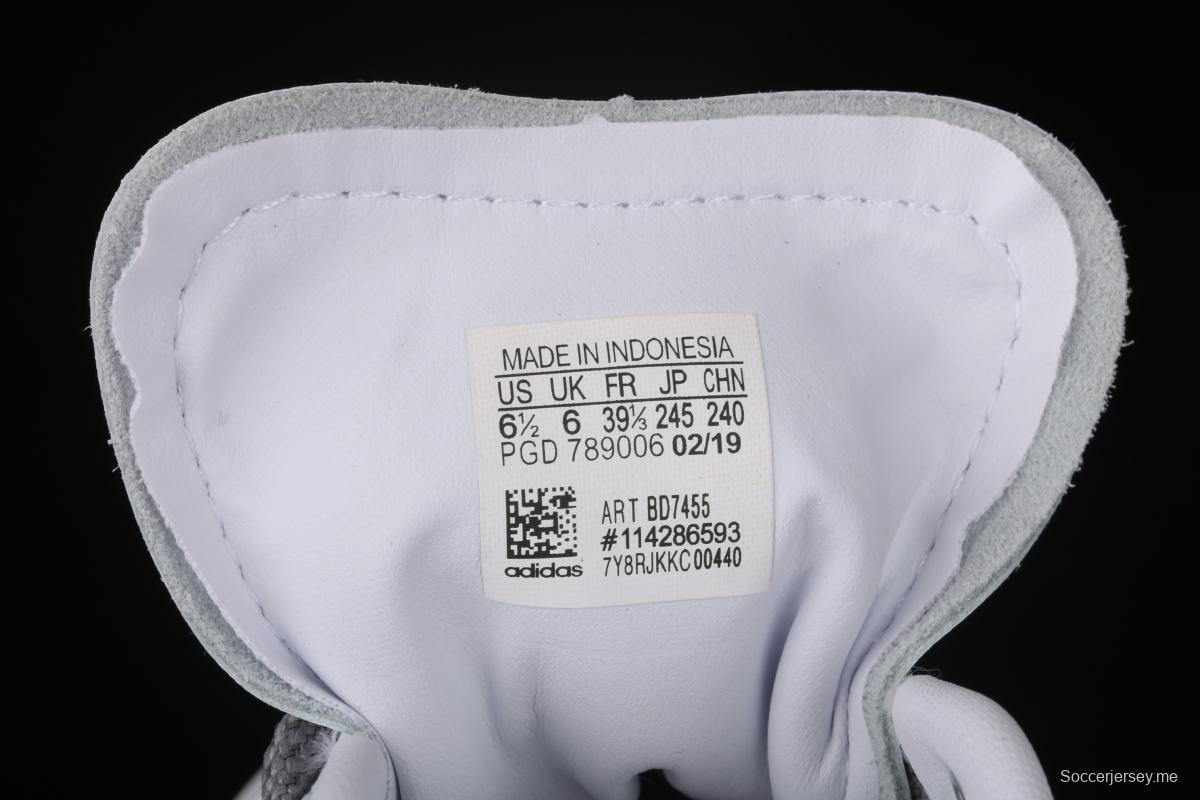 MADE IN INDONESIA
US UK FR JP CHN
6½ 6 39⅓ 245 240
PGD 789006 02/19
ART BD7455
#114286593
7Y8RJKKC00440
adidas
Soccerjersey.me